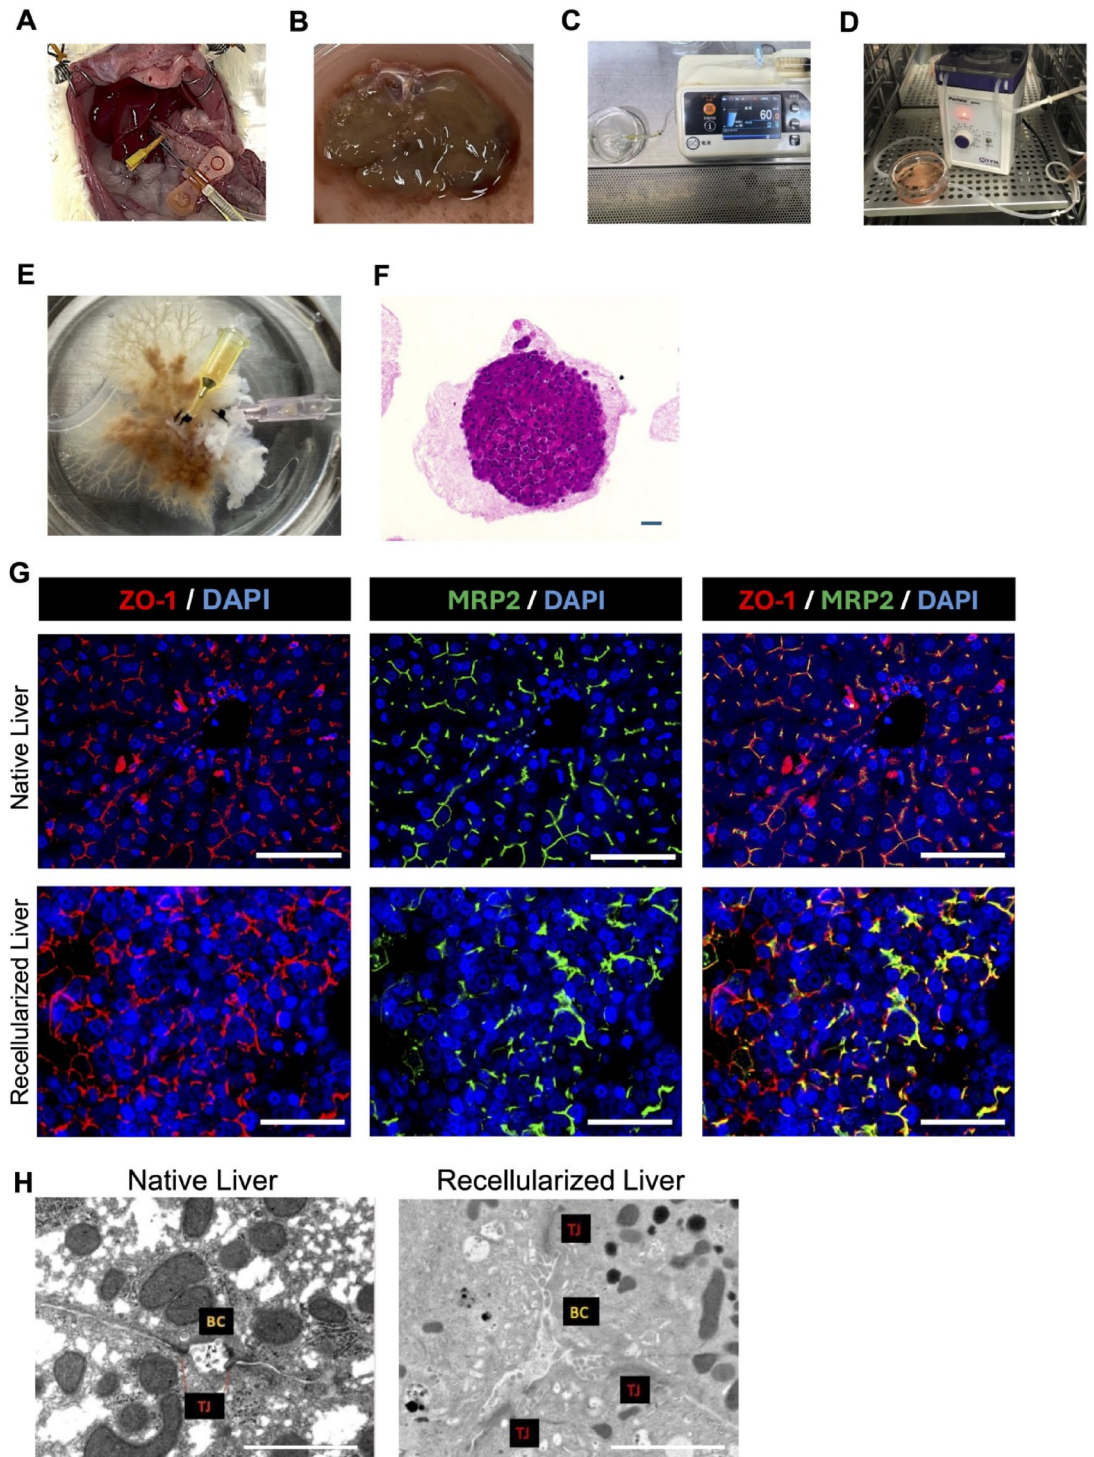 A
B
C
D
60
E
F
G
ZO-1 / DAPI
MRP2 / DAPI
ZO-1 / MRP2 / DAPI
Native Liver
Recellularized Liver
H
Native Liver
Recellularized Liver
BC
TJ
TJ
BC
TJ
TJ